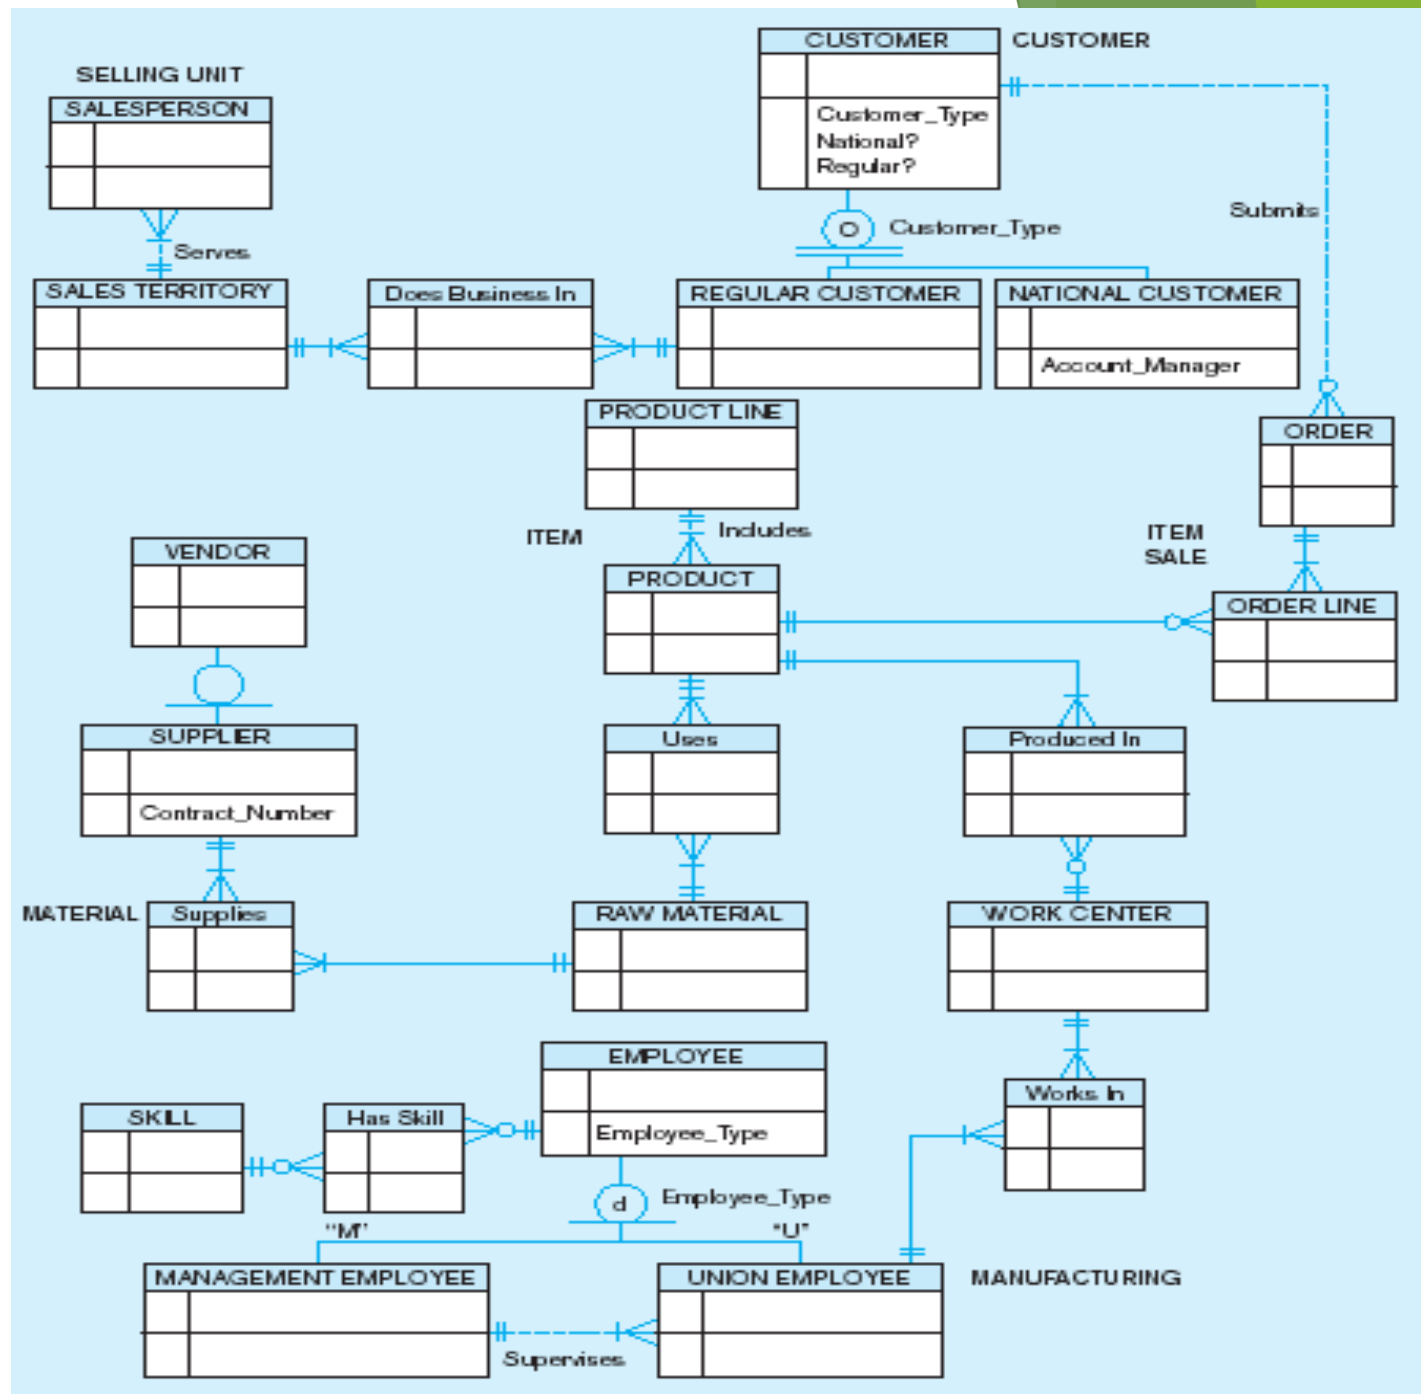 CUSTOMER
CUSTOMER
Customer_Type
National?
Regular?
SELLING UNIT
SALESPERSON
Submits
Customer_Type
Serves
SALES TERRITORY
Does Business In
REGULAR CUSTOMER
NATIONAL CUSTOMER
Account_Manager
O
PRODUCT LINE
ORDER
ITEM
Includes
ITEM
SALE
VENDOR
PRODUCT
ORDER LINE
SUPPLIER
Contract_Number
Uses
Produced In
MATERIAL
Supplies
RAW MATERIAL
WORK CENTER
EMPLOYEE
Employee_Type
SKILL
Has Skill
Works In
d
Employee_Type
"M"
"U"
MANAGEMENT EMPLOYEE
UNION EMPLOYEE
MANUFACTURING
Supervises